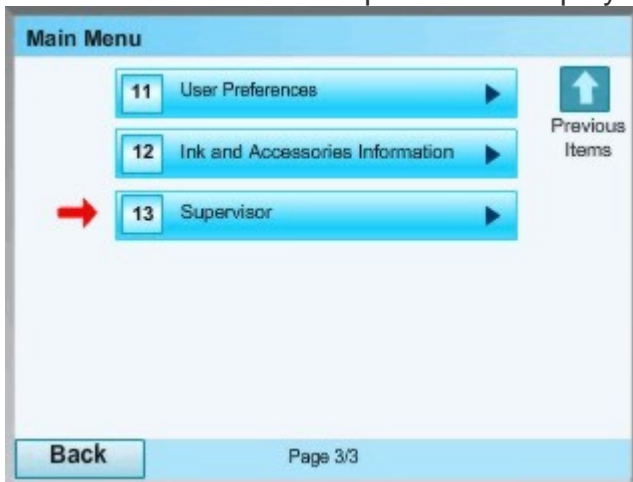 Main Menu
11 User Preferences
Previous
Items
12 Ink and Accessories Information
13 Supervisor
Back
Page 3/3